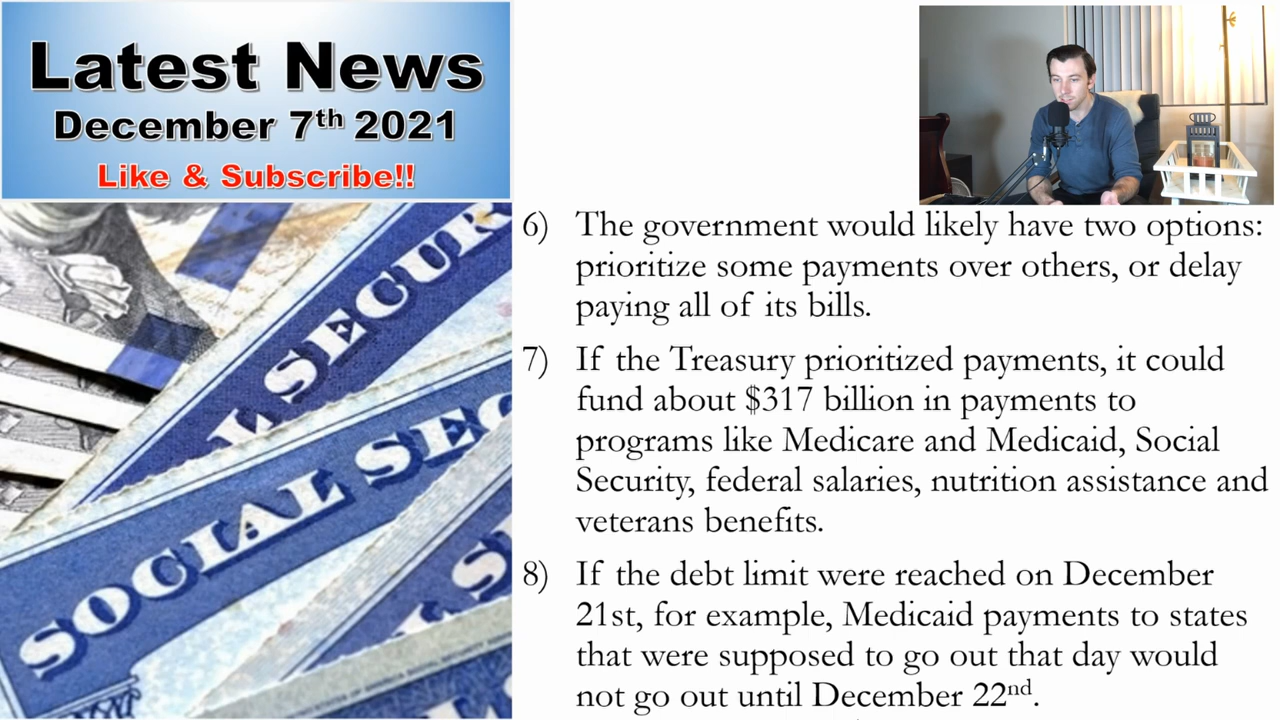 Latest News
December 7th 2021
Like & Subscribe!!
L SECUR
SOCIAL SEC
L S
6) The government would likely have two options:
prioritize some payments over others, or delay
paying all of its bills.
7) If the Treasury prioritized payments, it could
fund about $317 billion in payments to
programs like Medicare and Medicaid, Social
Security, federal salaries, nutrition assistance and
veterans benefits.
8) If the debt limit were reached on December
21st, for example, Medicaid payments to states
that were supposed to go out that day would
not go out until December 22nd.